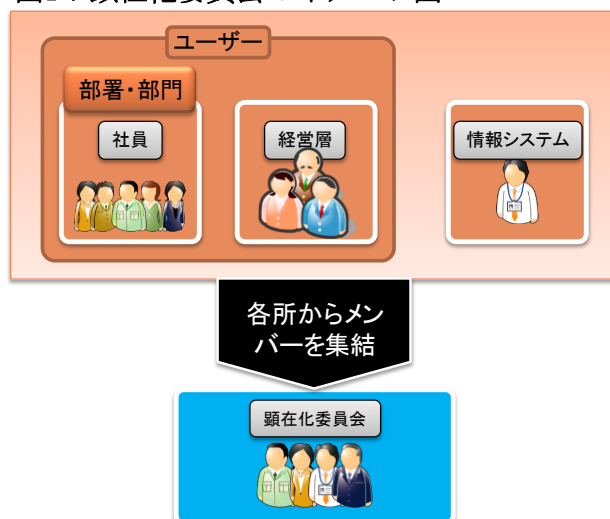 ユーザー
部署・部門
社員
経営層
情報システム
各所からメン
バーを集結
顕在化委員会